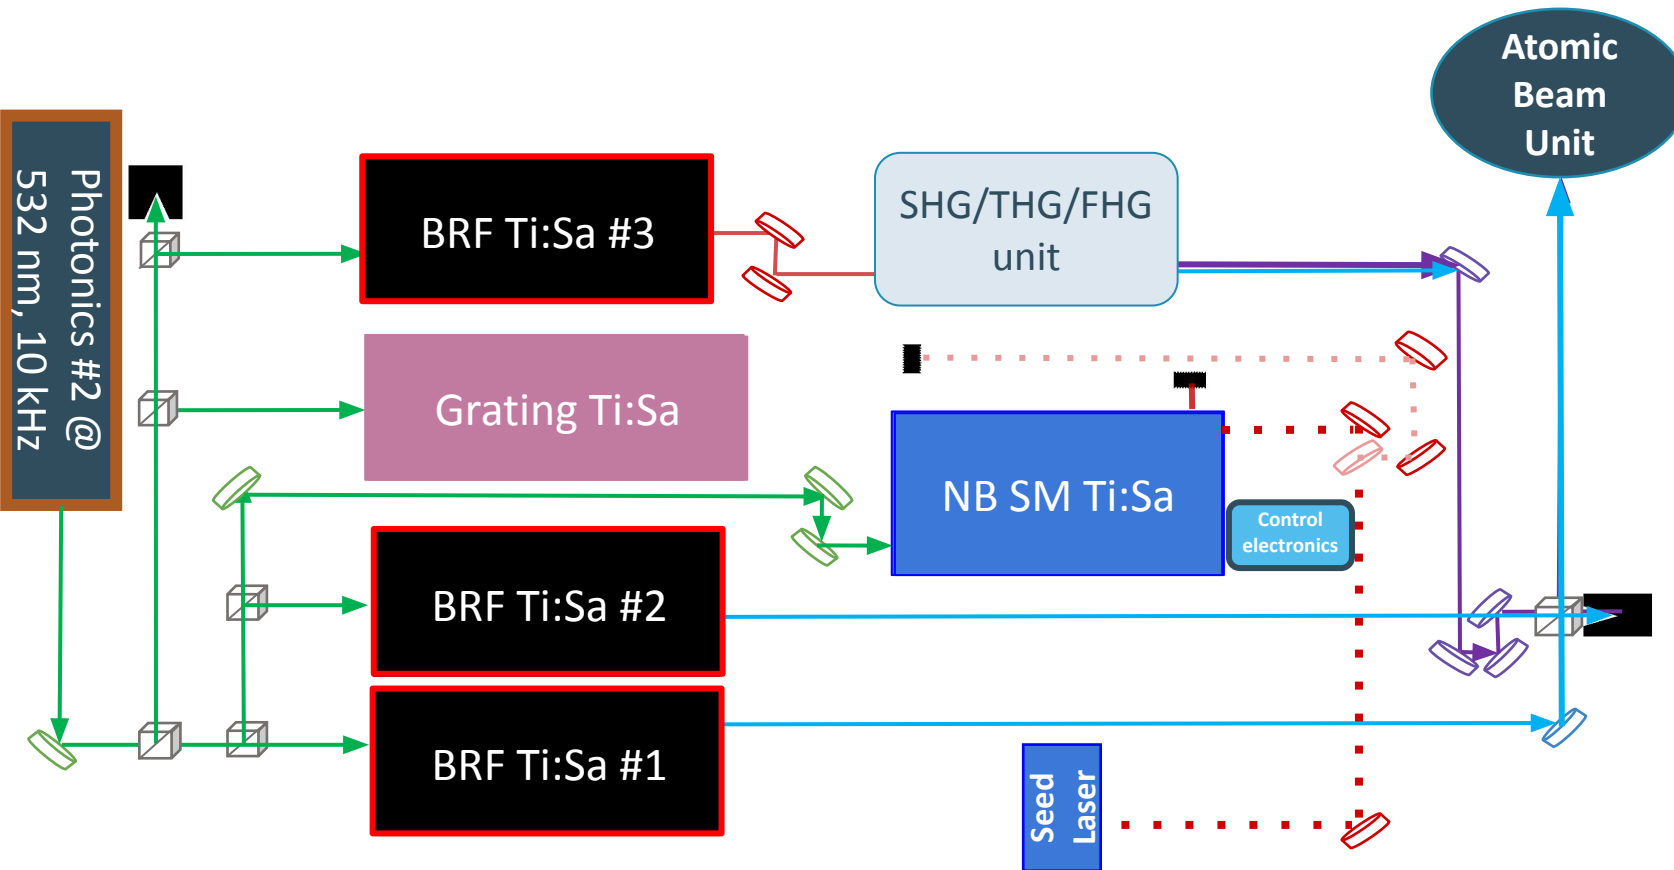 Atomic
Beam
Unit
Photonics #2 @
532 nm, 10 kHz
BRF Ti:Sa #3
SHG/THG/FHG
unit
Grating Ti:Sa
NB SM Ti:Sa
Control
electronics
BRF Ti:Sa #2
BRF Ti:Sa #1
Seed
Laser